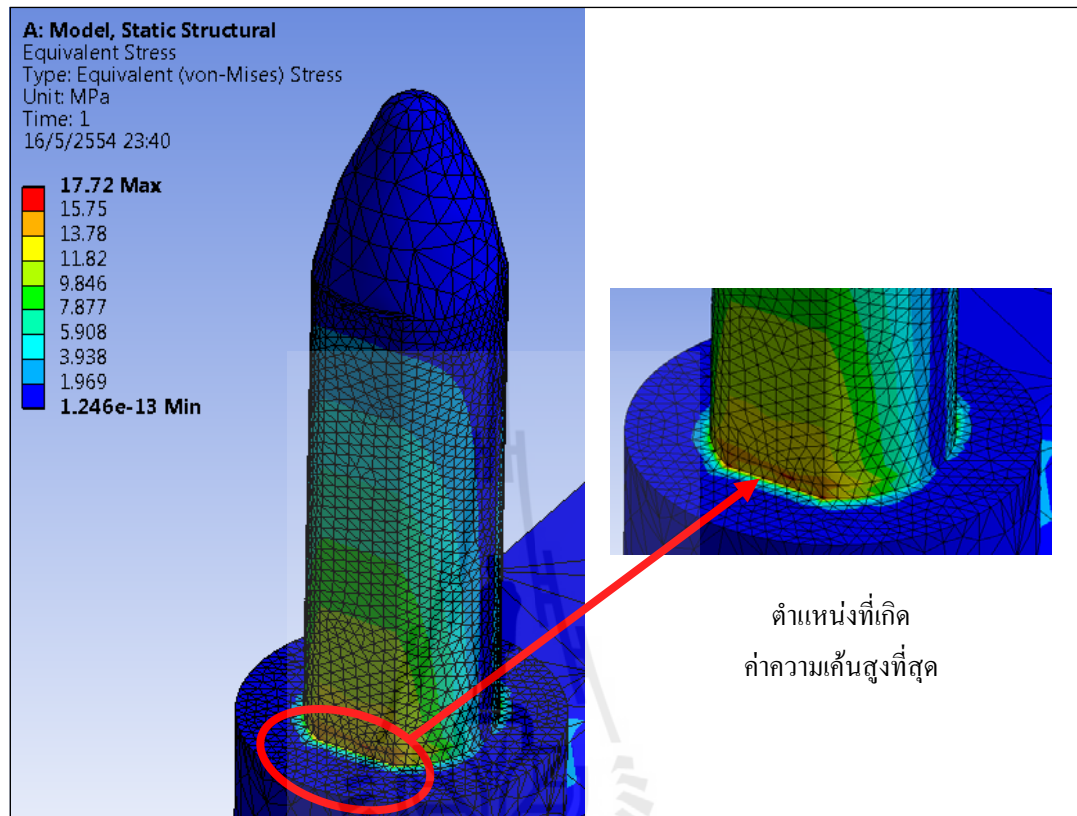 A: Model, Static Structural
Equivalent Stress
Type: Equivalent (von-Mises) Stress
Unit: MPa
Time: 1
16/5/2554 23:40
17.72 Max
15.75
13.78
11.82
9.846
7.877
5.908
3.938
1.969
1.246e-13 Min
ตำแหน่งที่เกิด
ค่าความเค้นสูงที่สุด